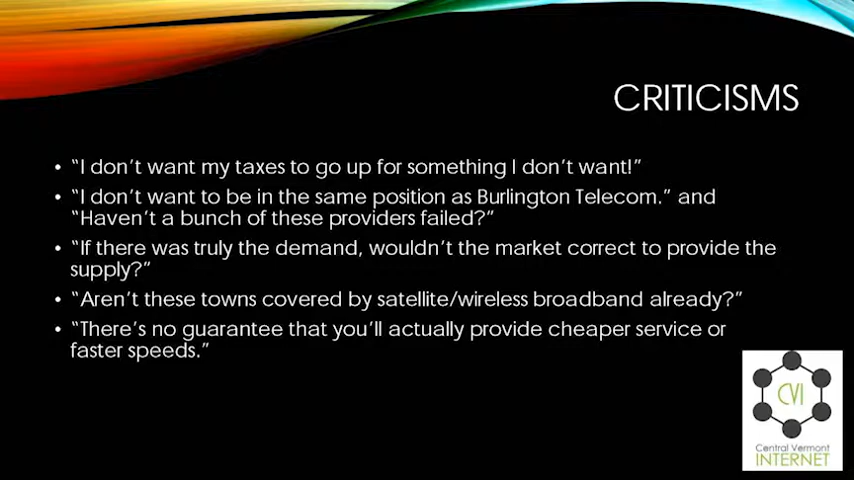 CRITICISMS
• “I don’t want my taxes to go up for something I don’t want!”
• “I don’t want to be in the same position as Burlington Telecom.” and
“Haven’t a bunch of these providers failed?”
• “If there was truly the demand, wouldn’t the market correct to provide the
supply?”
• “Aren’t these towns covered by satellite/wireless broadband already?”
• “There’s no guarantee that you’ll actually provide cheaper service or
faster speeds.”
CVI
Central Vermont
INTERNET